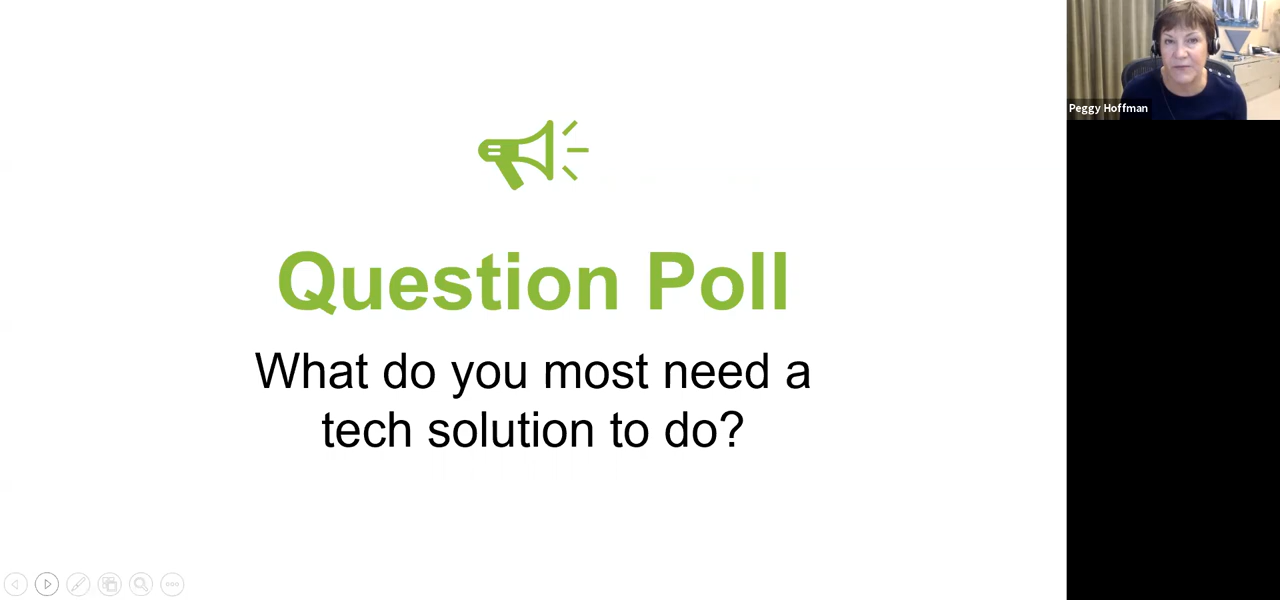 Peggy Hoffman
Question Poll
What do you most need a
tech solution to do?